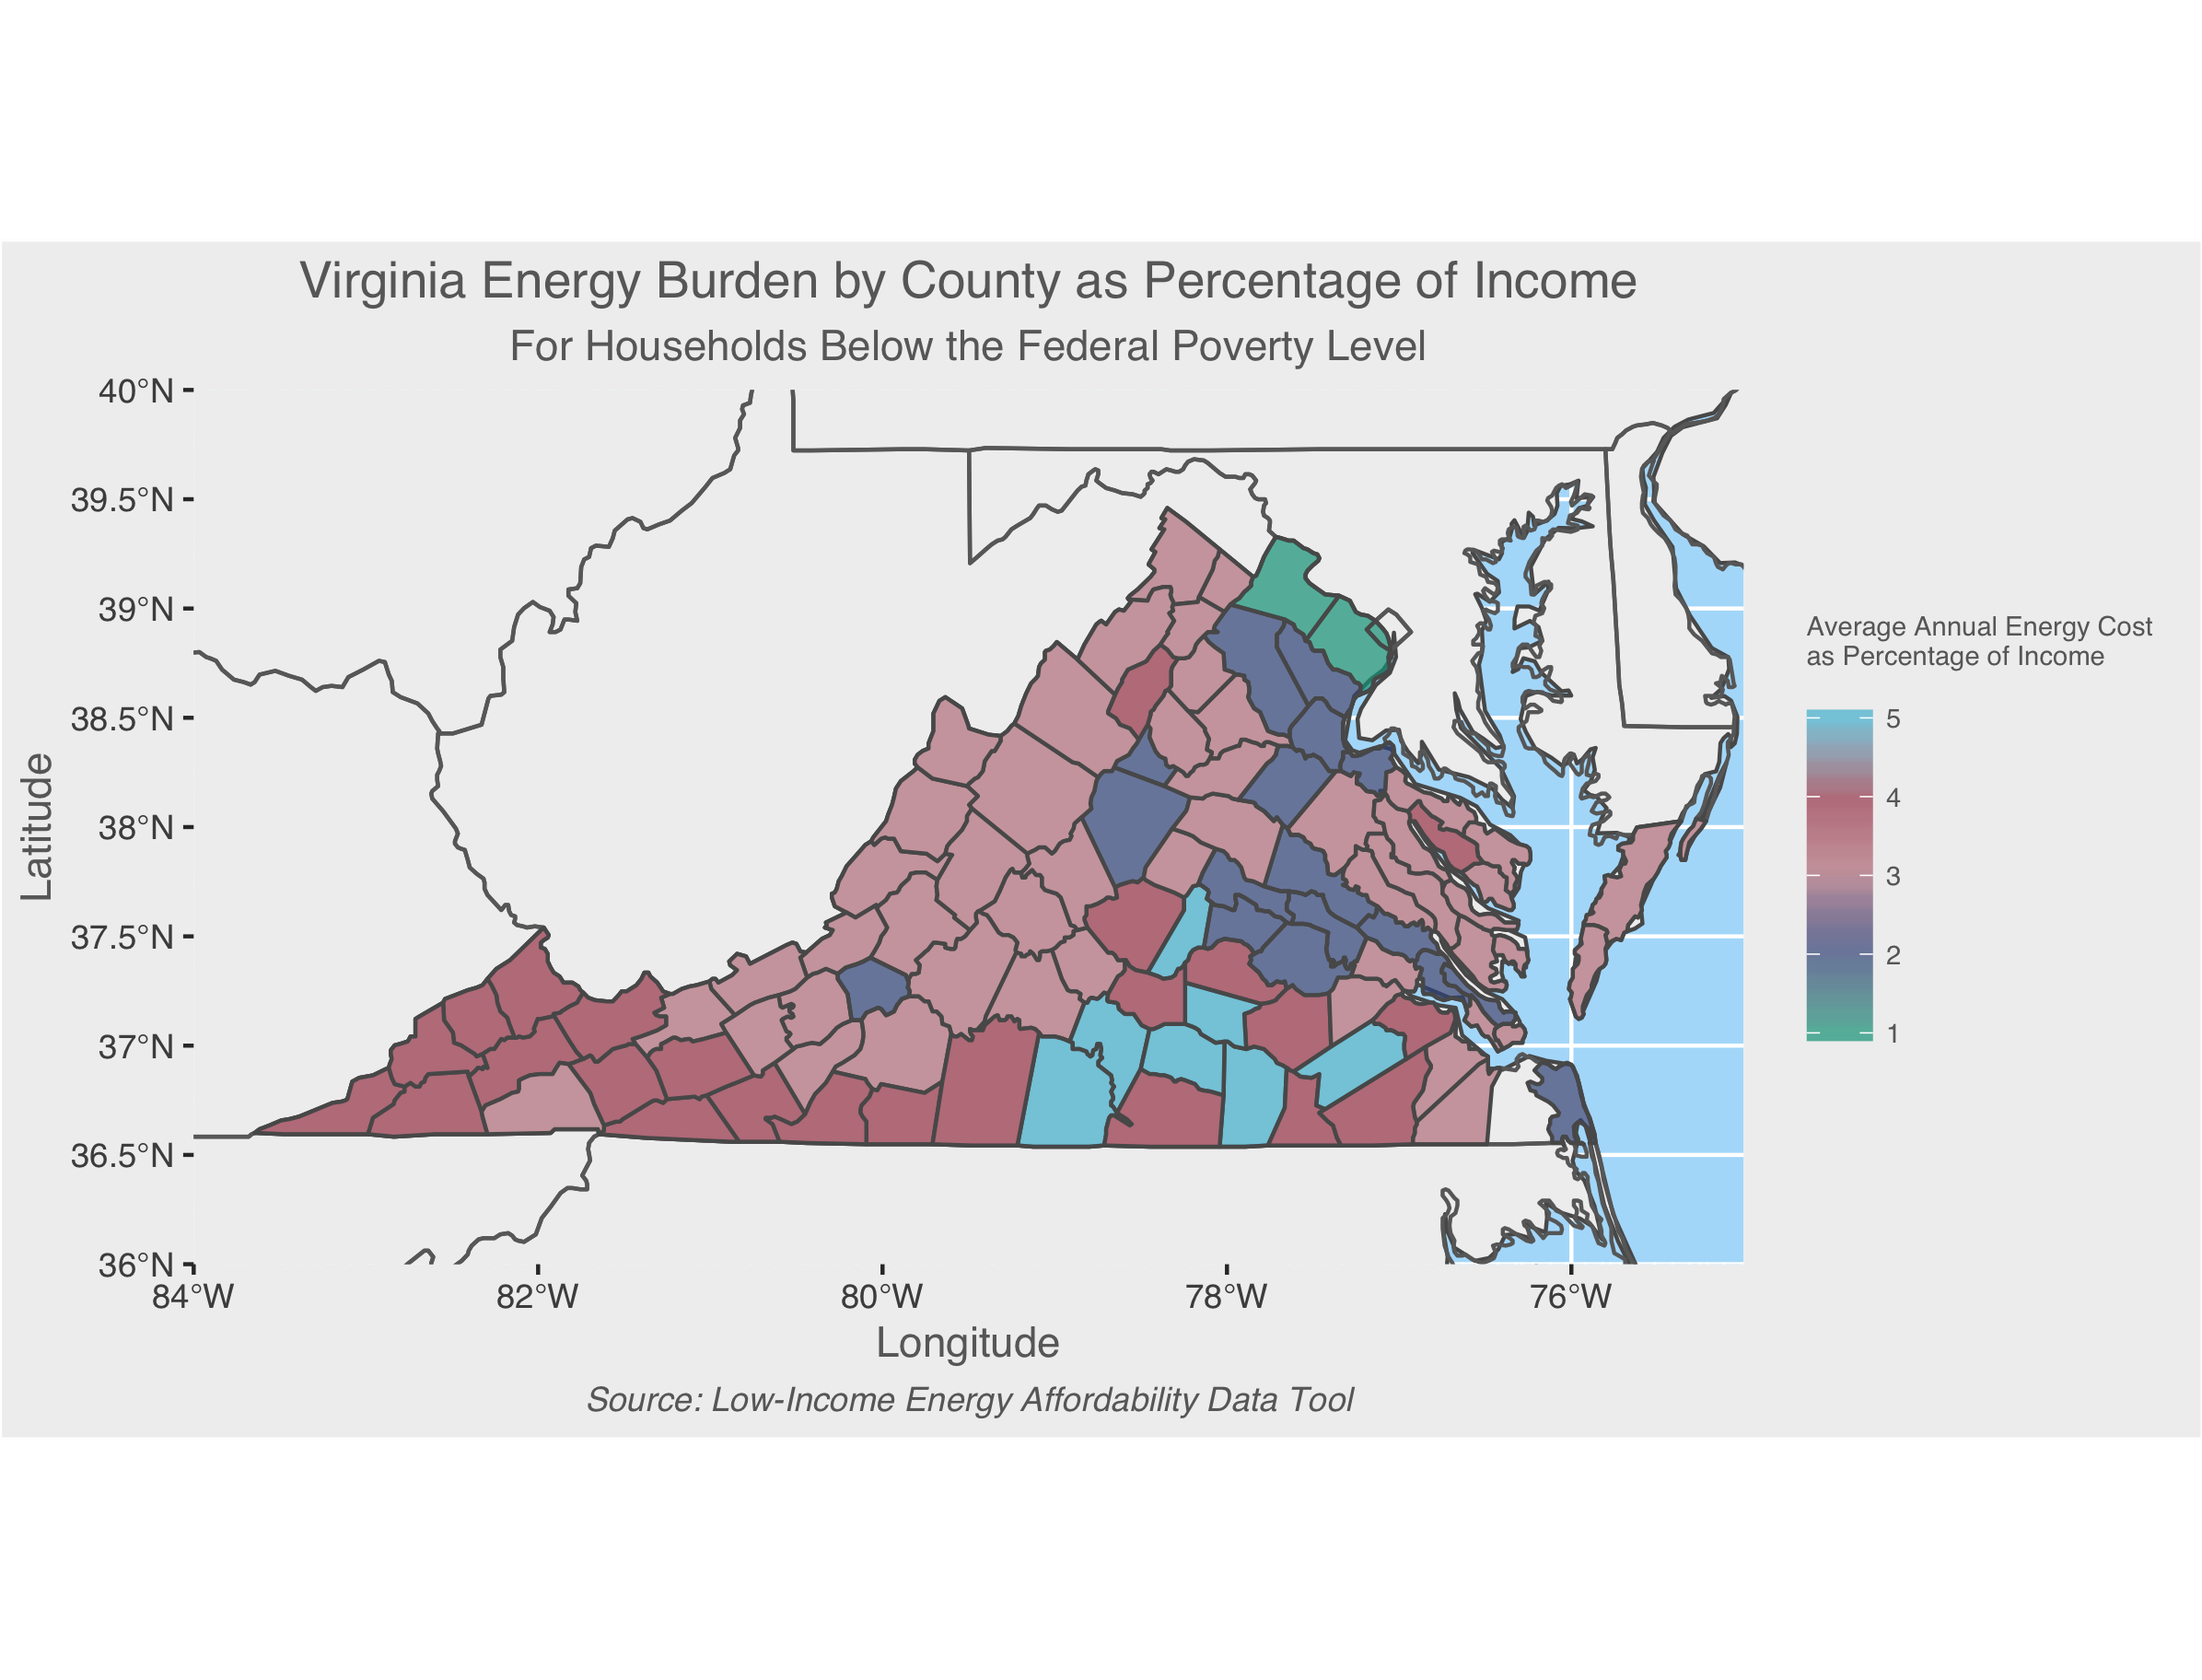 Virginia Energy Burden by County as Percentage of Income
For Households Below the Federal Poverty Level
40°N
39.5°N
39°N
38.5°N
38°N
37.5°N
37°N
36.5°N
36°N
Latitude
84°W
82°W
80°W
78°W
76°W
Longitude
Average Annual Energy Cost
as Percentage of Income
5
4
3
2
1
Source: Low-Income Energy Affordability Data Tool